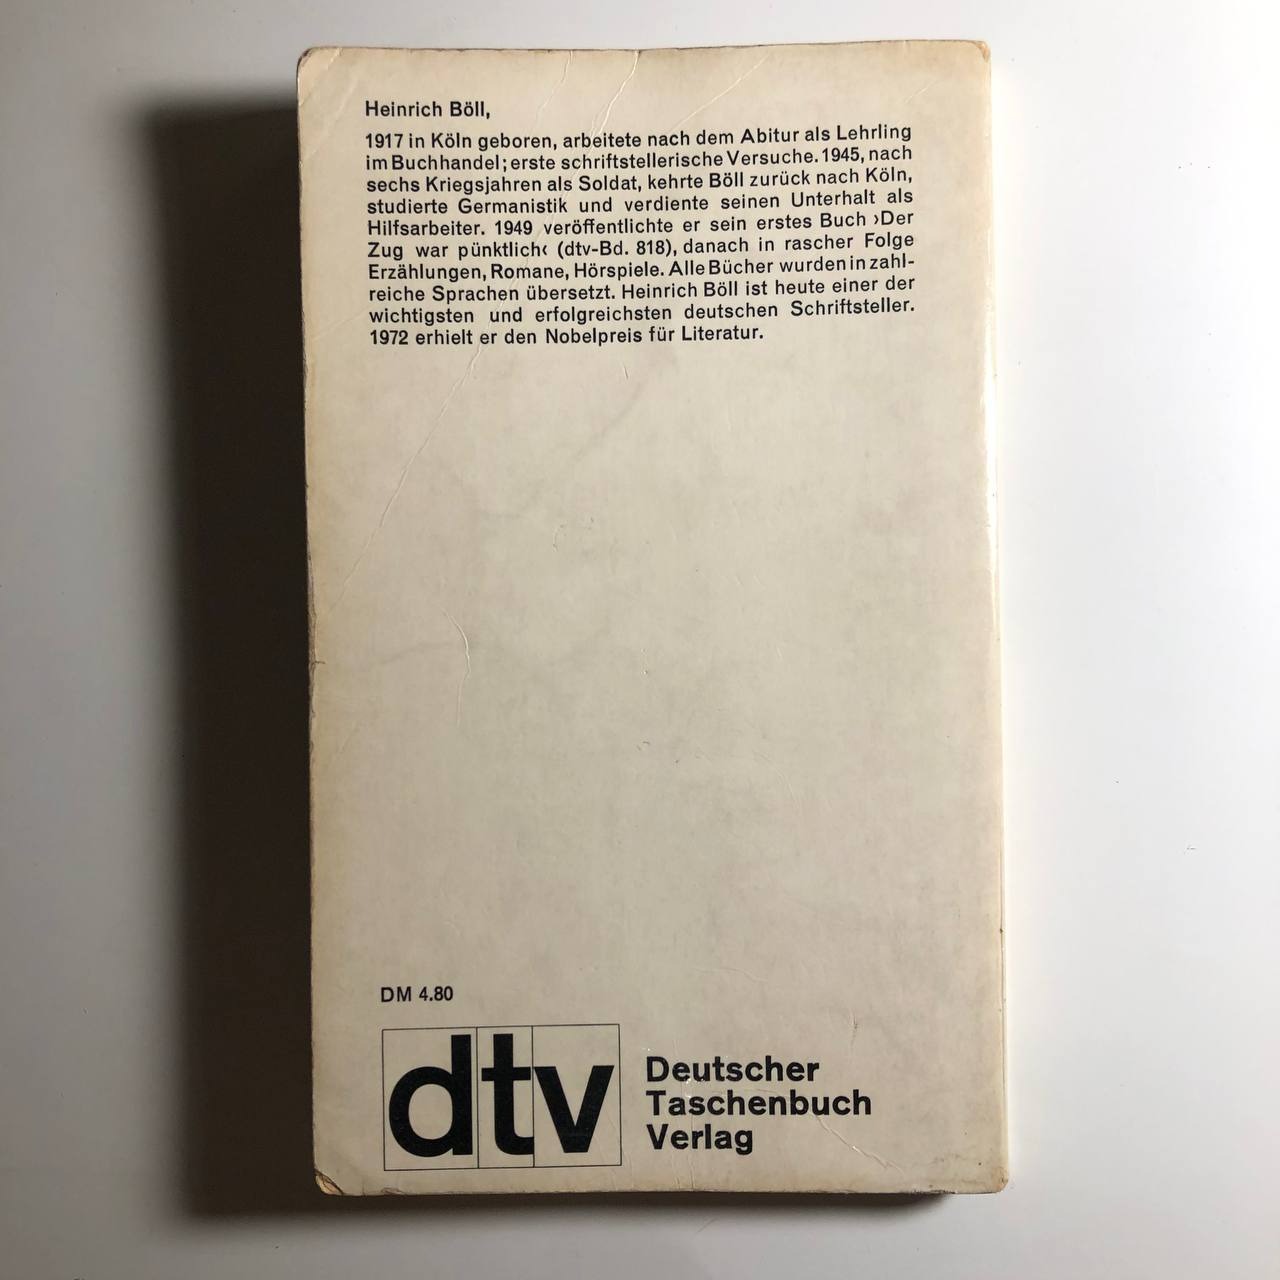 Heinrich Böll,
1917 in Köln geboren, arbeitete nach dem Abitur als Lehrling
im Buchhandel; erste schriftstellerische Versuche. 1945, nach
sechs Kriegsjahren als Soldat, kehrte Böll zurück nach Köln,
studierte Germanistik und verdiente seinen Unterhalt als
Hilfsarbeiter. 1949 veröffentlichte er sein erstes Buch ›Der
Zug war pünktlich‹ (dtv-Bd. 818), danach in rascher Folge
Erzählungen, Romane, Hörspiele. Alle Bücher wurden in zahl-
reiche Sprachen übersetzt. Heinrich Böll ist heute einer der
wichtigsten und erfolgreichsten deutschen Schriftsteller.
1972 erhielt er den Nobelpreis für Literatur.
DM 4.80
dtv
Deutscher
Taschenbuch
Verlag